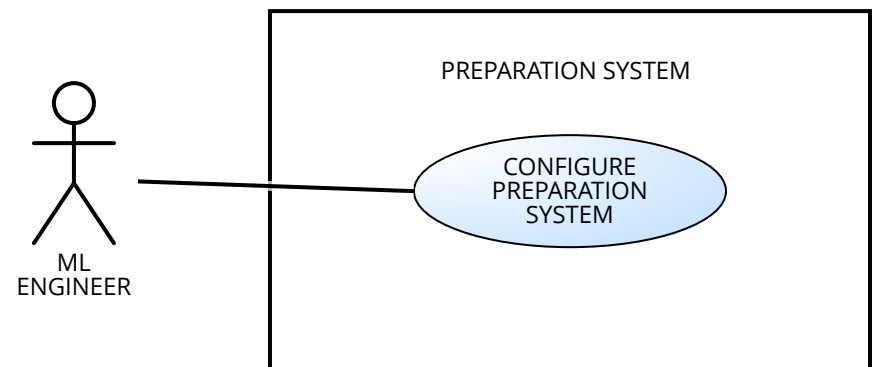 PREPARATION SYSTEM
CONFIGURE
PREPARATION
SYSTEM
ML
ENGINEER